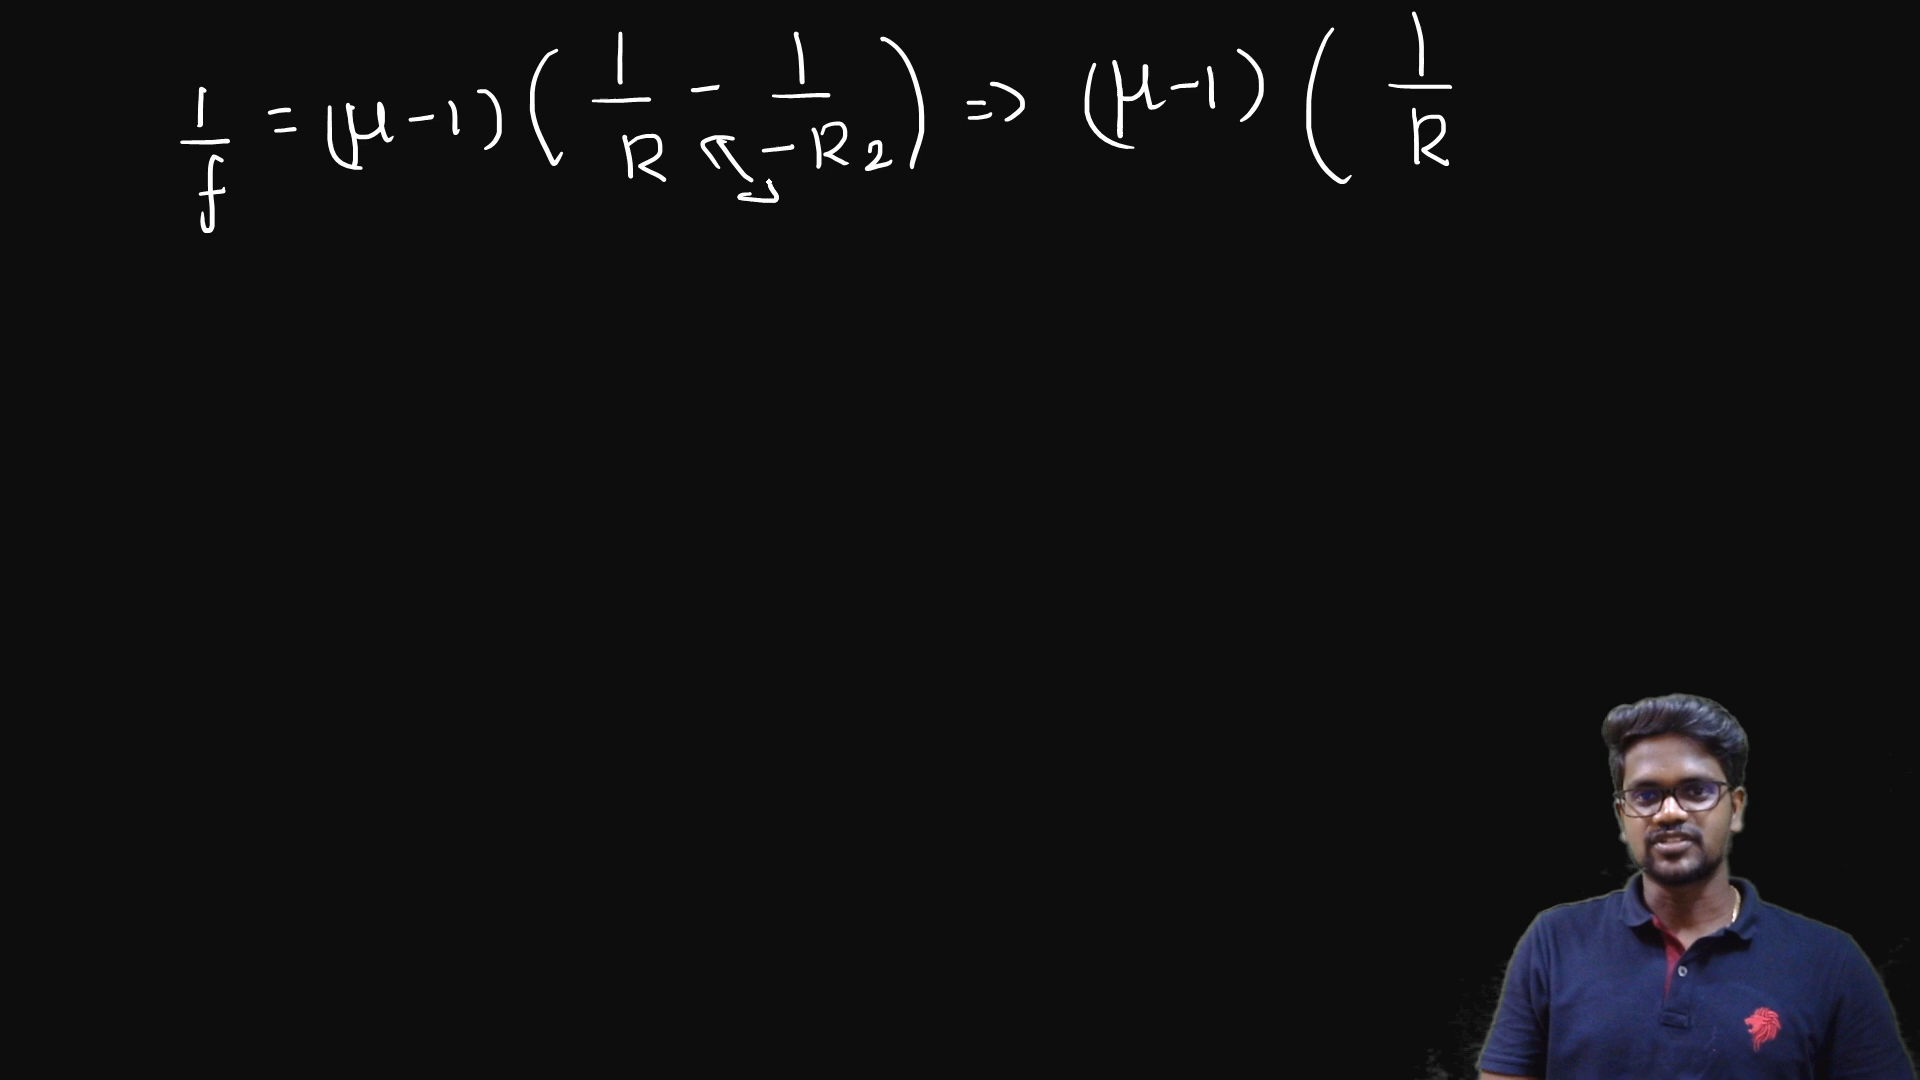 1/f = (μ-1) ( 1/R - 1/-R₂ ) => (μ-1) ( 1/R